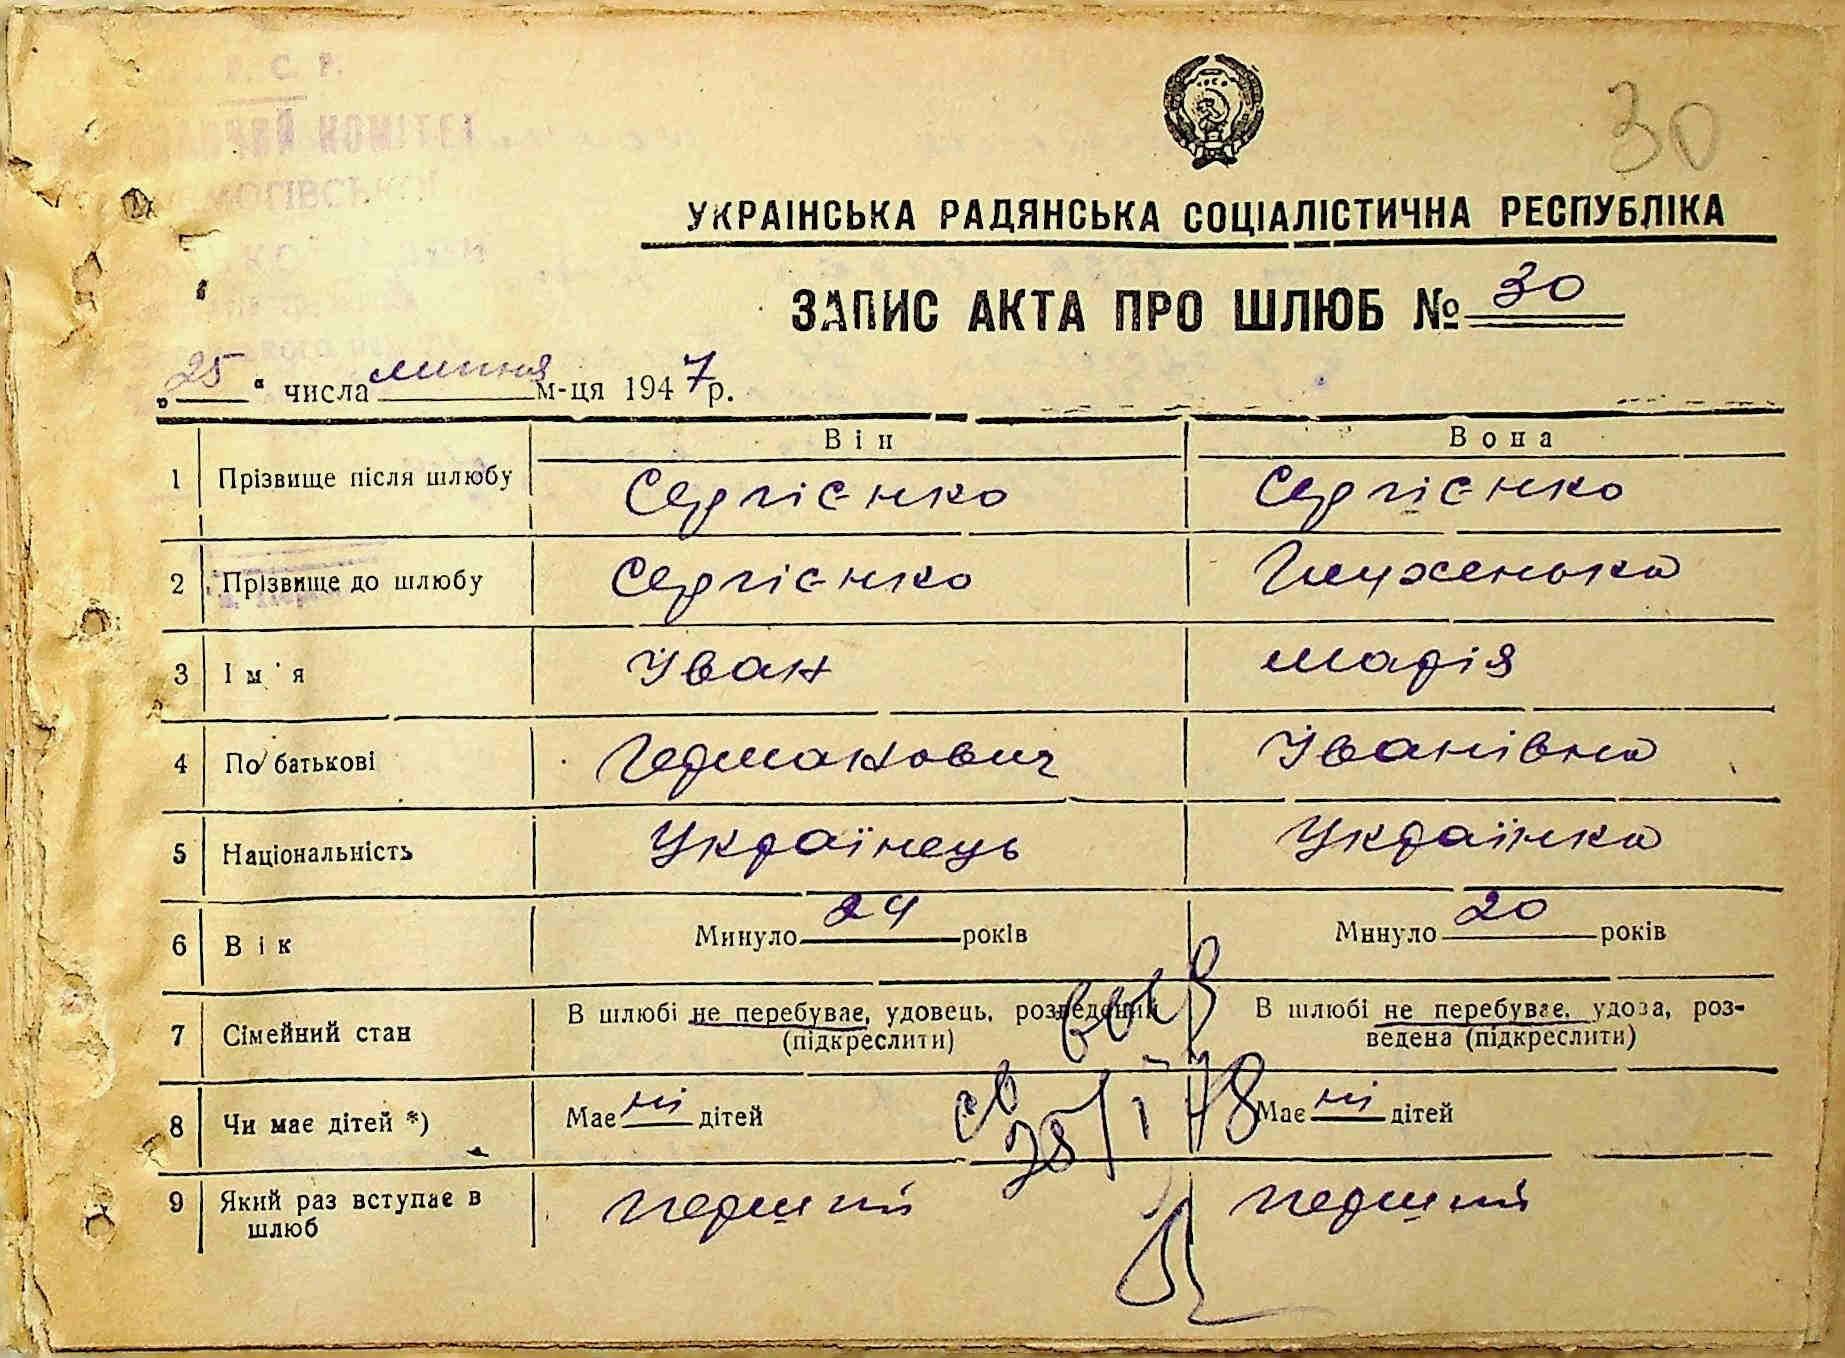 Р. С. Р.
КОМІТЕТ
30
УКРАЇНСЬКА РАДЯНСЬКА СОЦІАЛІСТИЧНА РЕСПУБЛІКА
ЗАПИС АКТА ПРО ШЛЮБ № 30
„25“ числа липня м-ця 1947 р.
Він Вона
1 Прізвище після шлюбу Сергієнко Сергієнко
2 Прізвище до шлюбу Сергієнко
3 Ім'я Іван Марія
4 По батькові Германович Іванівна
5 Національність Українець Українка
6 Вік Минуло 24 років Минуло 20 років
7 Сімейний стан В шлюбі не перебуває, удовець, розведений В шлюбі не перебуває, удова, роз-
(підкреслити) ведена (підкреслити)
8 Чи має дітей *) Має ні дітей Має ні дітей
9 Який раз вступає в перший перший
шлюб